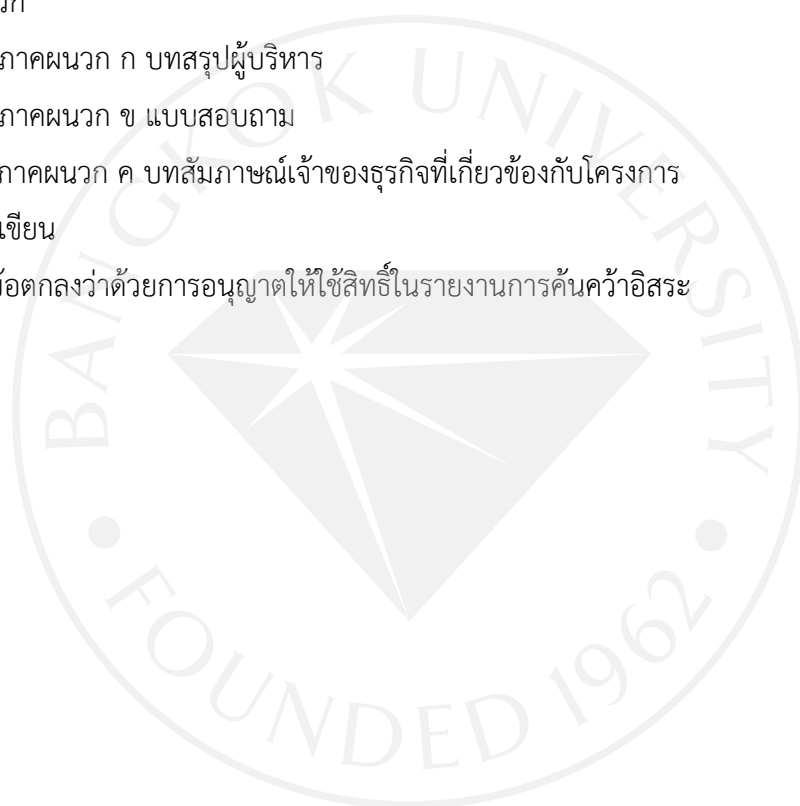 ภาคผนวก ก บทสรุปผู้บริหาร
ภาคผนวก ข แบบสอบถาม
ภาคผนวก ค บทสัมภาษณ์เจ้าของธุรกิจที่เกี่ยวข้องกับโครงการ
เขียน
ข้อตกลงว่าด้วยการอนุญาตให้ใช้สิทธิ์ในรายงานการค้นคว้าอิสระ
BANGKOK UNIVERSITY
FOUNDED 1962